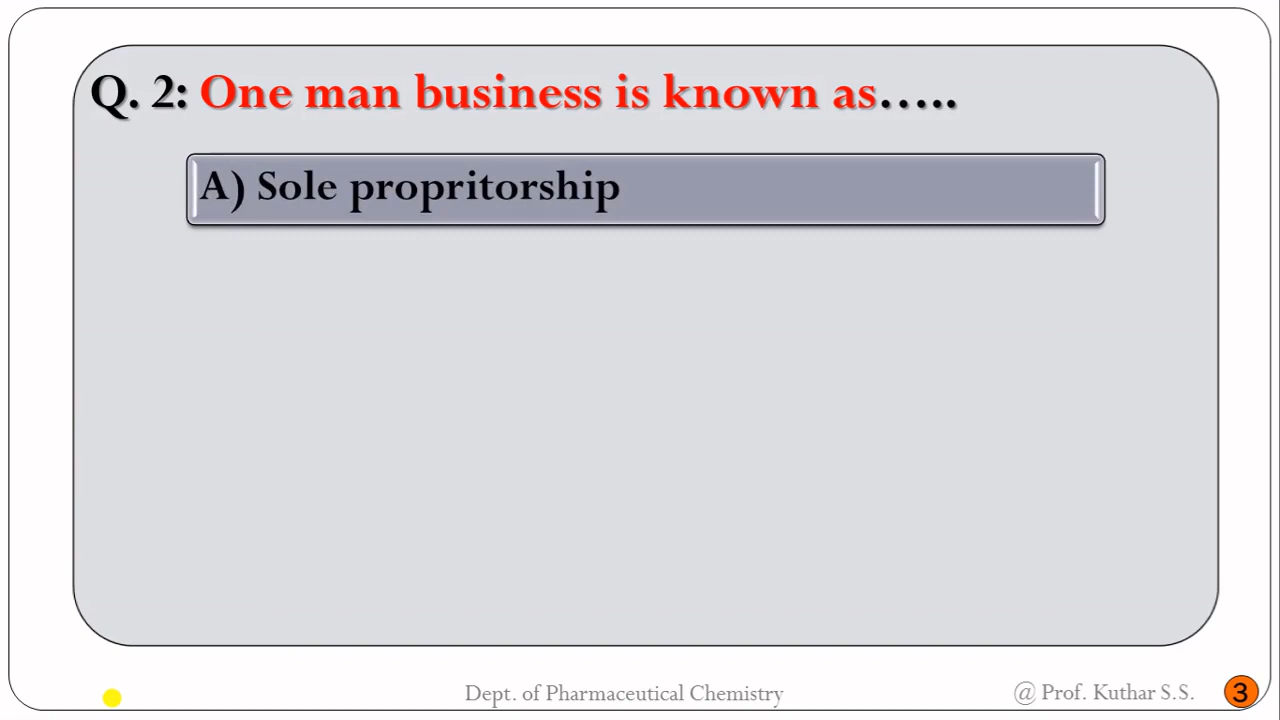 Q. 2: One man business is known as…..
A) Sole propritorship
Dept. of Pharmaceutical Chemistry
@ Prof. Kuthar S.S.
3